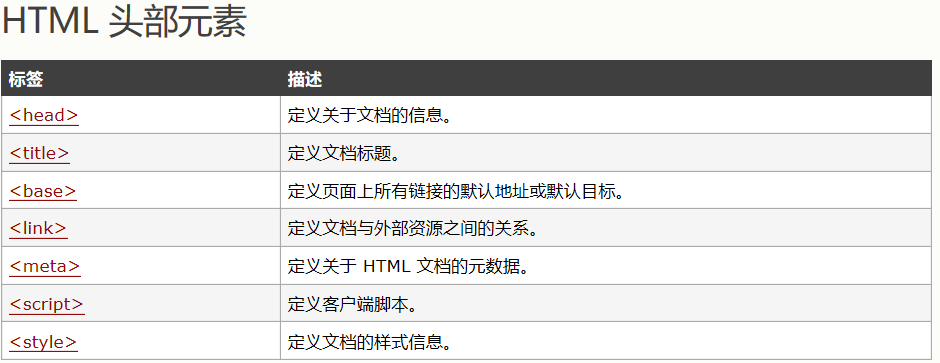 HTML 头部元素
标签 描述
<head> 定义关于文档的信息。
<title> 定义文档标题。
<base> 定义页面上所有链接的默认地址或默认目标。
<link> 定义文档与外部资源之间的关系。
<meta> 定义关于 HTML 文档的元数据。
<script> 定义客户端脚本。
<style> 定义文档的样式信息。